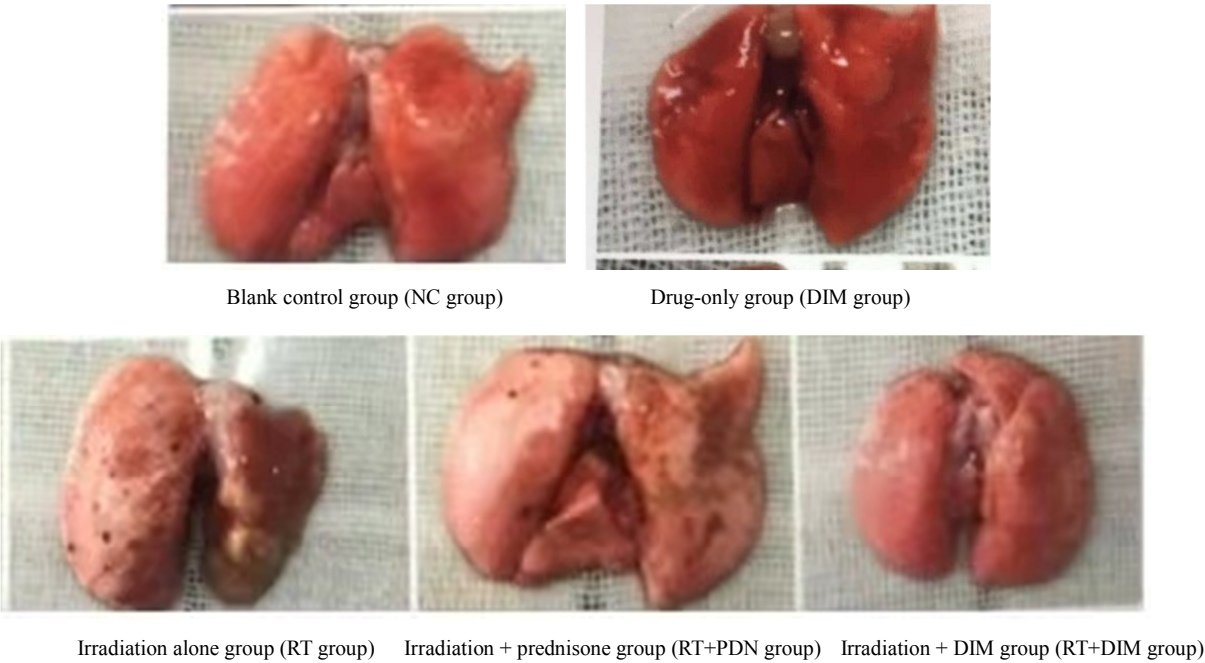 Blank control group (NC group)
Drug-only group (DIM group)
Irradiation alone group (RT group)
Irradiation + prednisone group (RT+PDN group)
Irradiation + DIM group (RT+DIM group)